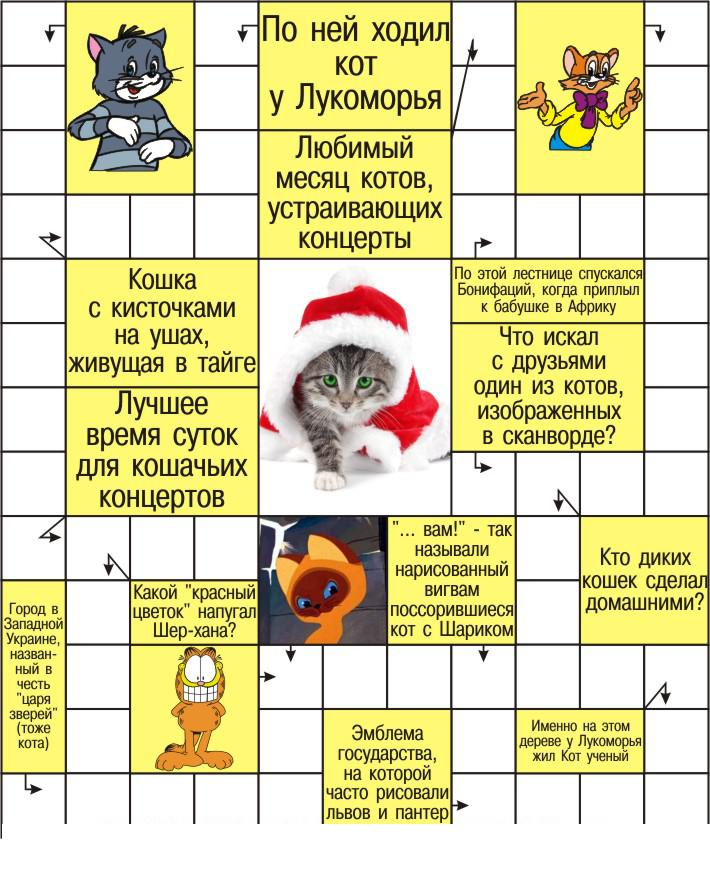 По ней ходил
кот
у Лукоморья
Любимый
месяц котов,
устраивающих
концерты
Кошка
с кисточками
на ушах,
живущая в тайге
По этой лестнице спускался
Бонифаций, когда приплыл
к бабушке в Африку
Что искал
с друзьями
один из котов,
изображенных
в сканворде?
Лучшее
время суток
для кошачьих
концертов
"... вам!" - так
называли
нарисованный
вигвам
поссорившиеся
кот с Шариком
Кто диких
кошек сделал
домашними?
Город в
Западной
Украине,
назван-
ный в
честь
"царя
зверей"
(тоже
кота)
Какой "красный
цветок" напугал
Шер-хана?
Эмблема
государства,
на которой
часто рисовали
львов и пантер
Именно на этом
дереве у Лукоморья
жил Кот ученый